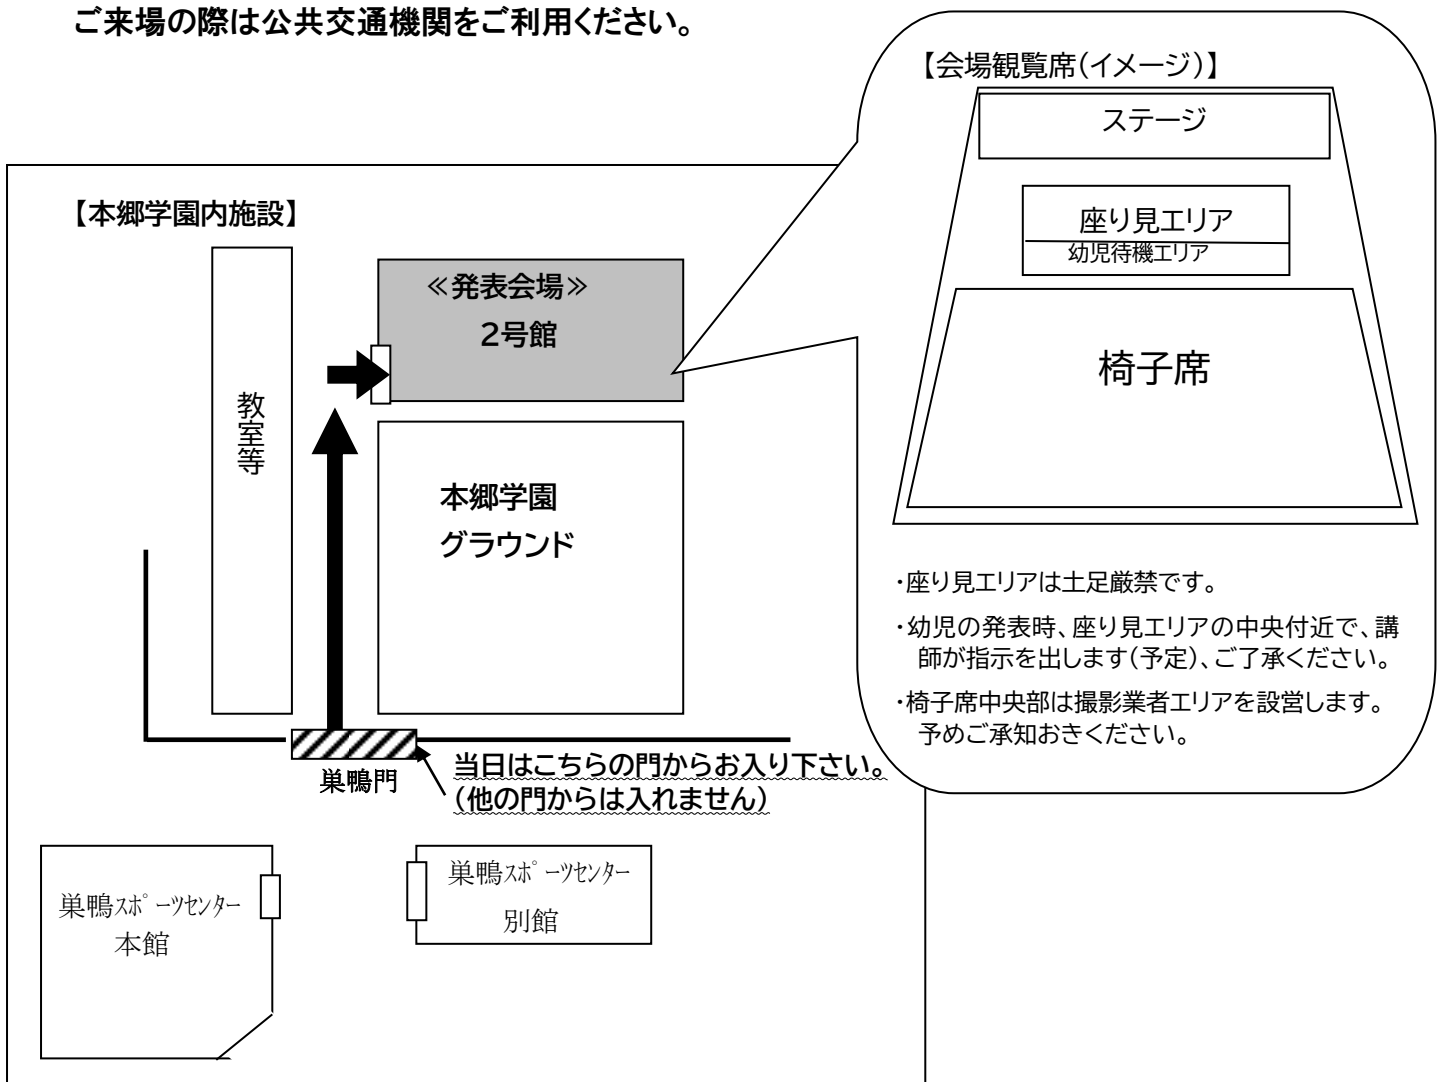 ご来場の際は公共交通機関をご利用ください。
【会場観覧席(イメージ)】
ステージ
座り見エリア
幼児待機エリア
椅子席
・座り見エリアは土足厳禁です。
・幼児の発表時、座り見エリアの中央付近で、講
師が指示を出します(予定)、ご了承ください。
・椅子席中央部は撮影業者エリアを設営します。
予めご承知おきください。
【本郷学園内施設】
≪発表会場≫
2号館
教室等
本郷学園
グラウンド
巣鴨門
当日はこちらの門からお入り下さい。
(他の門からは入れません)
巣鴨スポーツセンター
本館
巣鴨スポーツセンター
別館